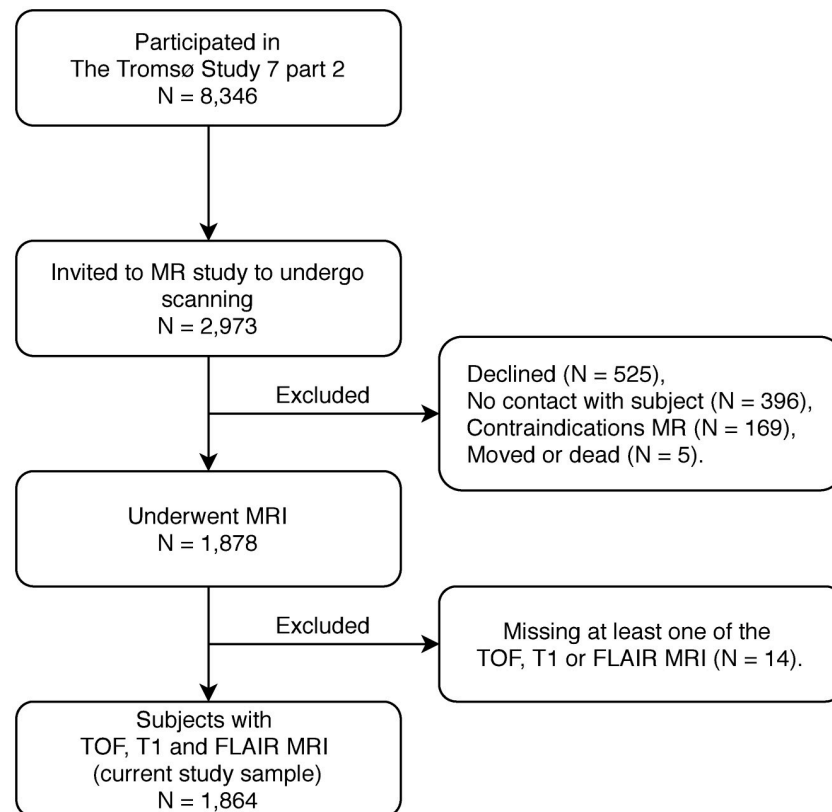 Participated in
The Tromsø Study 7 part 2
N = 8,346
Invited to MR study to undergo
scanning
N = 2,973
Excluded
Declined (N = 525),
No contact with subject (N = 396),
Contraindications MR (N = 169),
Moved or dead (N = 5).
Underwent MRI
N = 1,878
Excluded
Missing at least one of the
TOF, T1 or FLAIR MRI (N = 14).
Subjects with
TOF, T1 and FLAIR MRI
(current study sample)
N = 1,864